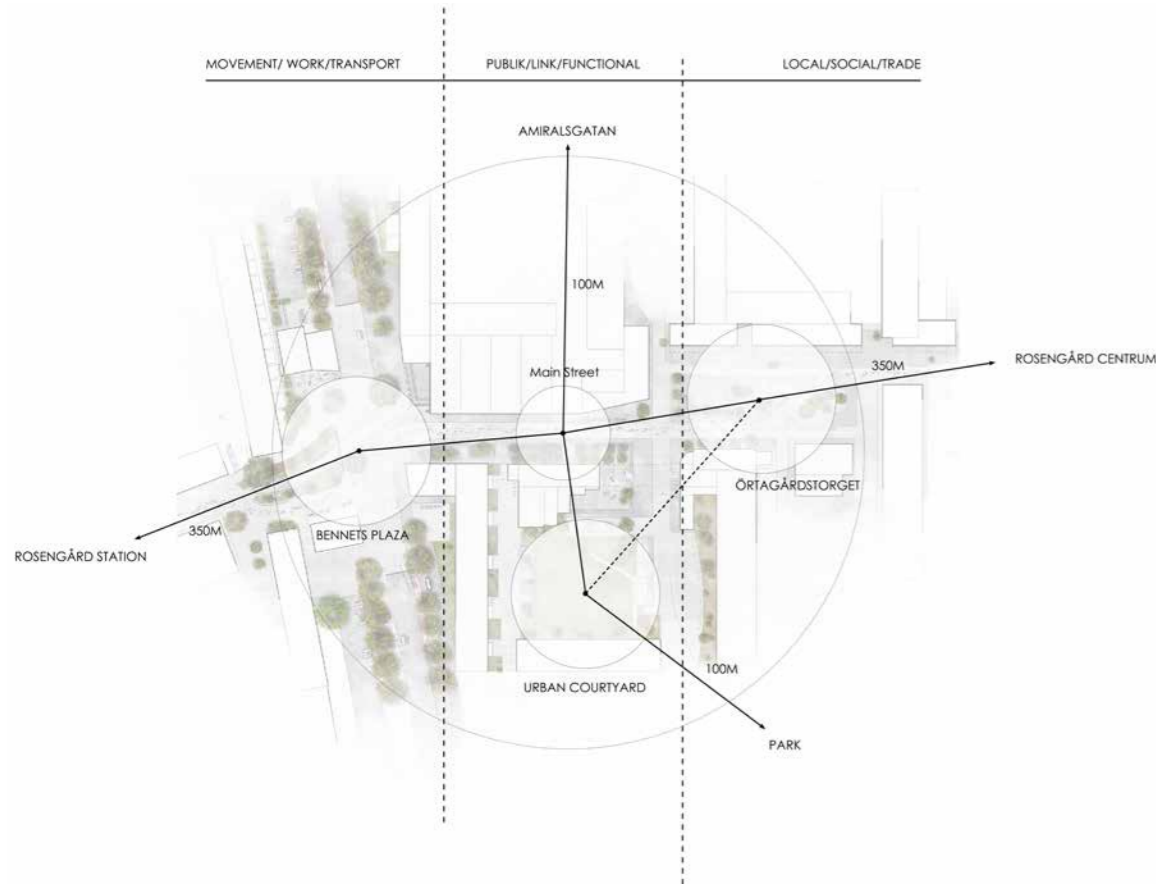 MOVEMENT/ WORK/TRANSPORT
PUBLIK/LINK/FUNCTIONAL
LOCAL/SOCIAL/TRADE
AMIRALSGATAN
100M
Main Street
350M
ROSENGÅRD CENTRUM
ÖRTAGÅRDSTORGET
350M
BENNETS PLAZA
ROSENGÅRD STATION
100M
URBAN COURTYARD
PARK